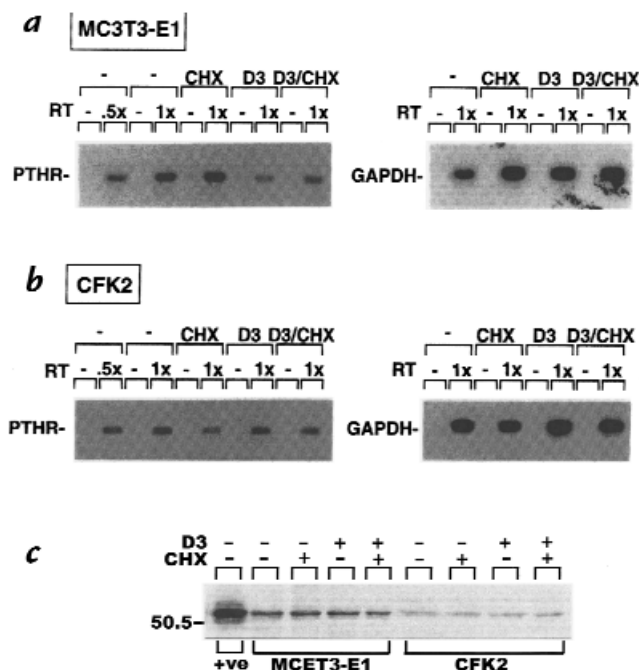 a MC3T3-E1
- - CHX D3 D3/CHX
RT - .5x - 1x - 1x - 1x - 1x
PTHR-
- CHX D3 D3/CHX
RT - 1x - 1x - 1x - 1x
GAPDH-
b CFK2
- - CHX D3 D3/CHX
RT - .5x - 1x - 1x - 1x - 1x
PTHR-
- CHX D3 D3/CHX
RT - 1x - 1x - 1x - 1x
GAPDH-
c
D3 - - - + + - - + +
CHX - - + - + - + - +
50.5-
+ve MCET3-E1 CFK2